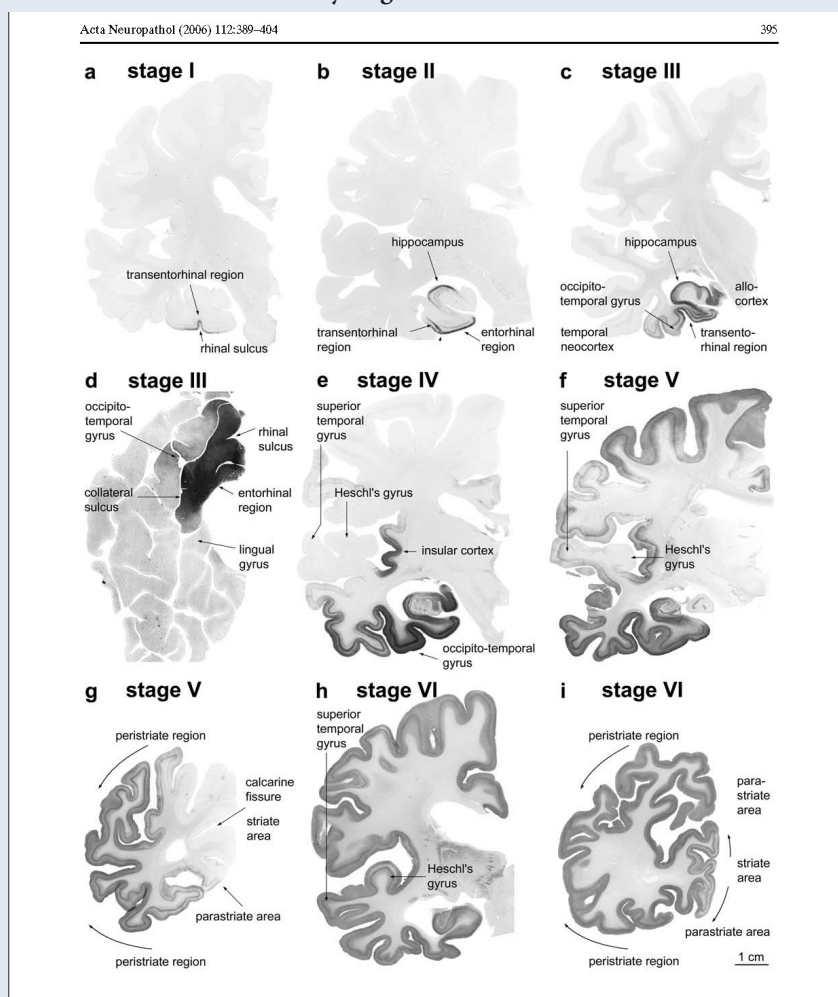 Acta Neuropathol (2006) 112:389–404
395
a stage I
transentorhinal region
rhinal sulcus
b stage II
hippocampus
transentorhinal
region
entorhinal
region
c stage III
hippocampus
occipito-
temporal gyrus
allo-
cortex
temporal
neocortex
transento-
rhinal region
d stage III
occipito-
temporal
gyrus
rhinal
sulcus
collateral
sulcus
entorhinal
region
lingual
gyrus
e stage IV
superior
temporal
gyrus
Heschl's gyrus
insular cortex
occipito-temporal
gyrus
f stage V
superior
temporal
gyrus
Heschl's
gyrus
g stage V
peristriate region
calcarine
fissure
striate
area
parastriate area
peristriate region
h stage VI
superior
temporal
gyrus
Heschl's
gyrus
i stage VI
peristriate region
para-
striate
area
striate
area
parastriate area
peristriate region
1 cm